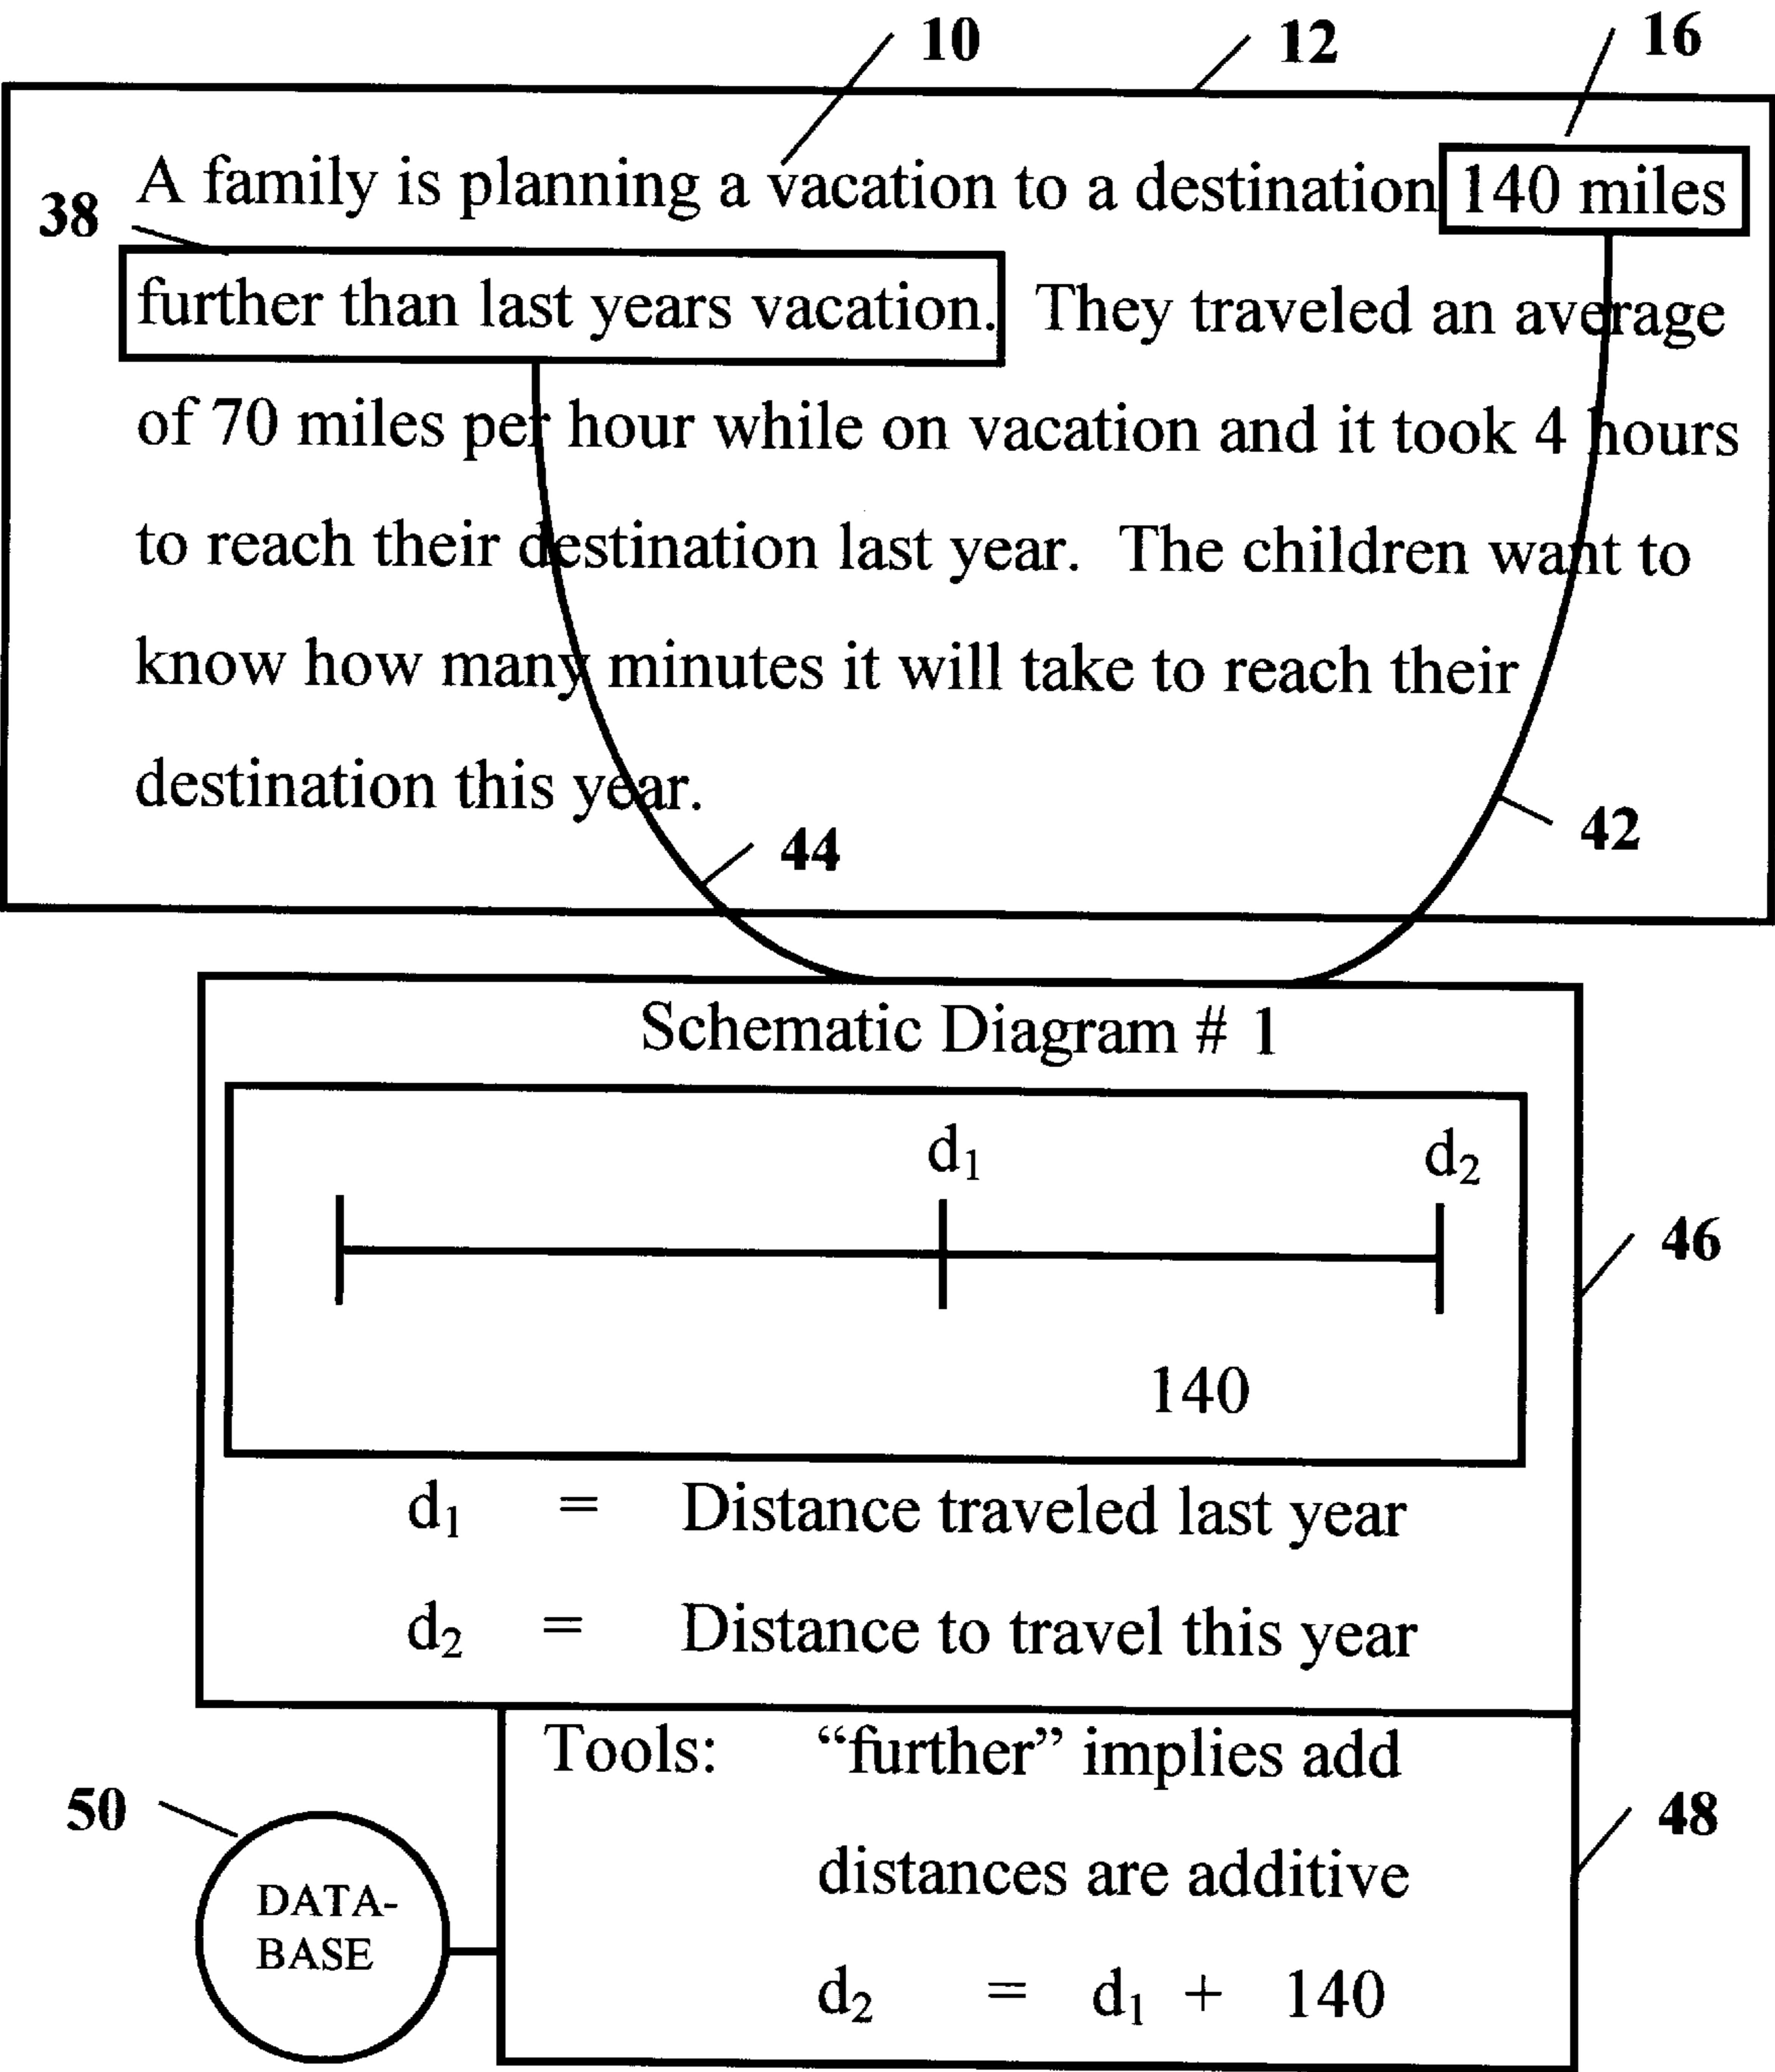 10 12 16
A family is planning a vacation to a destination 140 miles
38
further than last years vacation. They traveled an average
of 70 miles per hour while on vacation and it took 4 hours
to reach their destination last year. The children want to
know how many minutes it will take to reach their
destination this year.
44 42
Schematic Diagram # 1
d₁ d₂
46
140
d₁ = Distance traveled last year
d₂ = Distance to travel this year
Tools: “further” implies add
50 48
distances are additive
DATA-
BASE
d₂ = d₁ + 140